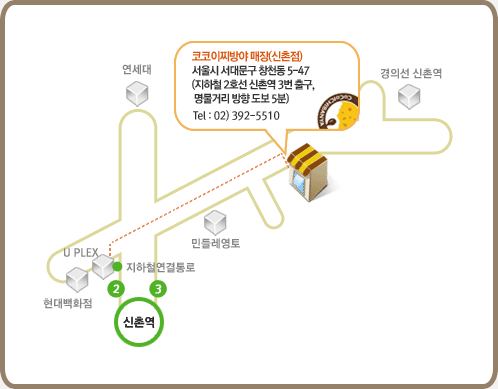 코코이찌방야 매장(신촌점)
서울시 서대문구 창천동 5-47
(지하철 2호선 신촌역 3번 출구,
명물거리 방향 도보 5분)
Tel : 02) 392-5510
연세대
경의선 신촌역
민들레영토
U PLEX
지하철연결통로
현대백화점
2
3
신촌역